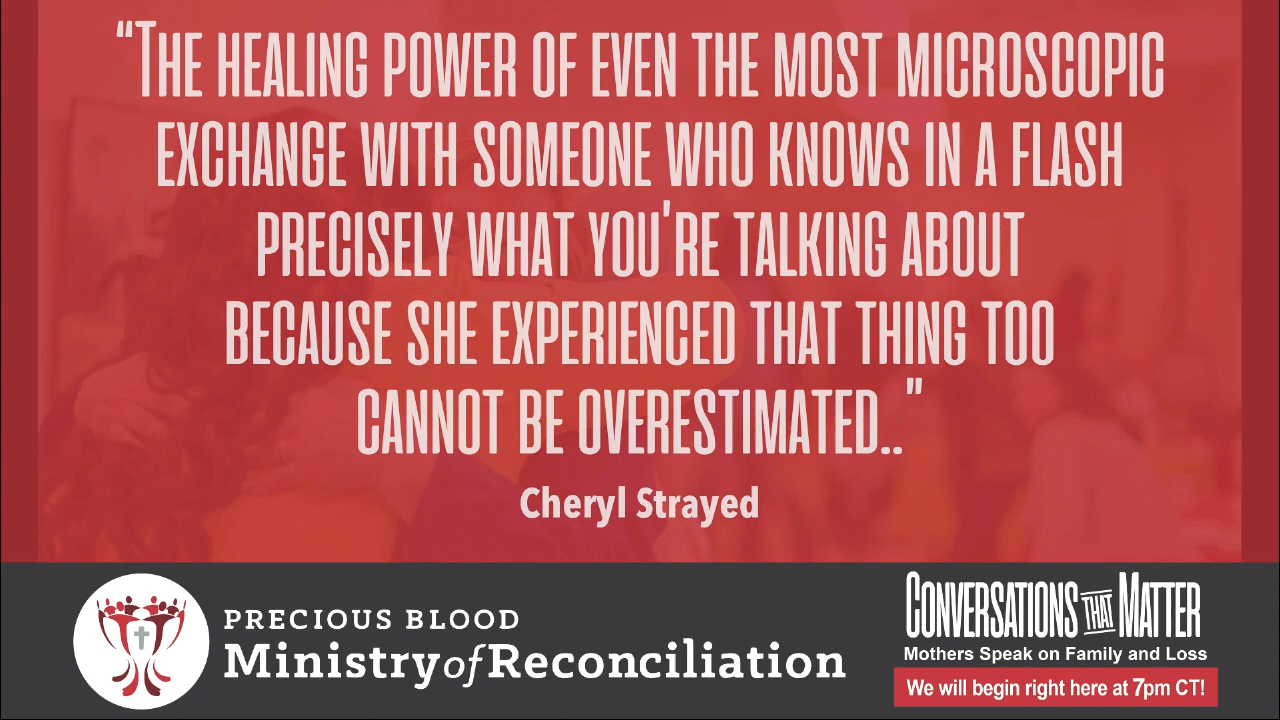 “The healing power of even the most microscopic
exchange with someone who knows in a flash
precisely what you're talking about
because she experienced that thing too
cannot be overestimated.."
Cheryl Strayed
PRECIOUS BLOOD
Ministry of Reconciliation
Conversations that Matter
Mothers Speak on Family and Loss
We will begin right here at 7pm CT!